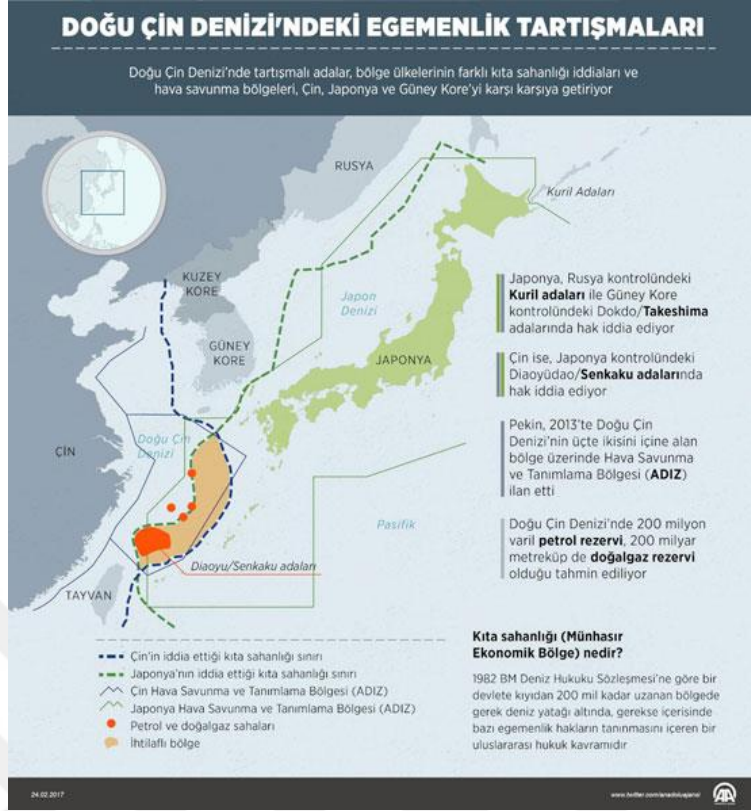 DOĞU ÇİN DENİZİ'NDEKİ EGEMENLİK TARTIŞMALARI
Doğu Çin Denizi'nde tartışmalı adalar, bölge ülkelerinin farklı kıta sahanlığı iddiaları ve
hava savunma bölgeleri, Çin, Japonya ve Güney Kore'yi karşı karşıya getiriyor
RUSYA
Kuril Adaları
KUZEY
KORE
Japon
Denizi
GÜNEY
KORE
JAPONYA
ÇİN
Doğu Çin
Denizi
Pasifik
Diaoyu/Senkaku adaları
TAYVAN
Japonya, Rusya kontrolündeki
Kuril adaları ile Güney Kore
kontrolündeki Dokdo/Takeshima
adalarında hak iddia ediyor
Çin ise, Japonya kontrolündeki
Diaoyüdao/Senkaku adalarında
hak iddia ediyor
Pekin, 2013'te Doğu Çin
Denizi'nin üçte ikisini içine alan
bölge üzerinde Hava Savunma
ve Tanımlama Bölgesi (ADIZ)
ilan etti
Doğu Çin Denizi'nde 200 milyon
varil petrol rezervi, 200 milyar
metreküp de doğalgaz rezervi
olduğu tahmin ediliyor
Çin'in iddia ettiği kıta sahanlığı sınırı
Japonya'nın iddia ettiği kıta sahanlığı sınırı
Çin Hava Savunma ve Tanımlama Bölgesi (ADIZ)
Japonya Hava Savunma ve Tanımlama Bölgesi (ADIZ)
Petrol ve doğalgaz sahaları
İhtilaflı bölge
Kıta sahanlığı (Münhasır
Ekonomik Bölge) nedir?
1982 BM Deniz Hukuku Sözleşmesi'ne göre bir
devlete kıyıdan 200 mil kadar uzanan bölgede
gerek deniz yatağı altında, gerekse içerisinde
bazı egemenlik hakların tanınmasını içeren bir
uluslararası hukuk kavramıdır
24.02.2017
www.twitter.com/anadoluajansi
AA